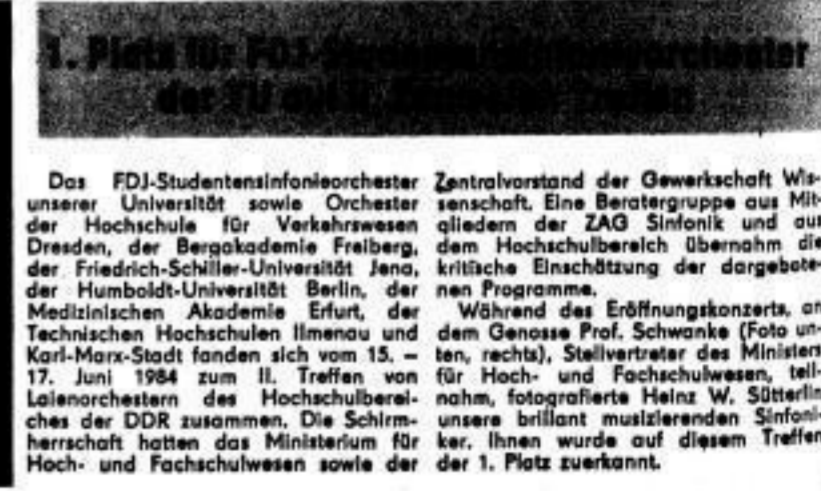 1. Platz für FDJ-Studentensinfonieorchester
der TU auf II.
Das FDJ-Studentensinfonieorchester
unserer Universität sowie Orchester
der Hochschule für Verkehrswesen
Dresden, der Bergakademie Freiberg,
der Friedrich-Schiller-Universität Jena,
der Humboldt-Universität Berlin, der
Medizinischen Akademie Erfurt, der
Technischen Hochschulen Ilmenau und
Karl-Marx-Stadt fanden sich vom 15. –
17. Juni 1984 zum II. Treffen von
Laienorchestern des Hochschulberei-
ches der DDR zusammen. Die Schirm-
herrschaft hatten das Ministerium für
Hoch- und Fachschulwesen sowie der
Zentralvorstand der Gewerkschaft Wis-
senschaft. Eine Beratergruppe aus Mit-
gliedern der ZAG Sinfonik und aus
dem Hochschulbereich übernahm die
kritische Einschätzung der dargebote-
nen Programme.
Während des Eröffnungskonzerts, an
dem Genosse Prof. Schwanke (Foto un-
ten, rechts), Stellvertreter des Ministers
für Hoch- und Fachschulwesen, teil-
nahm, fotografierte Heinz W. Sütterlin
unsere brillant musizierenden Sinfoni-
ker. Ihnen wurde auf diesem Treffen
der 1. Platz zuerkannt.